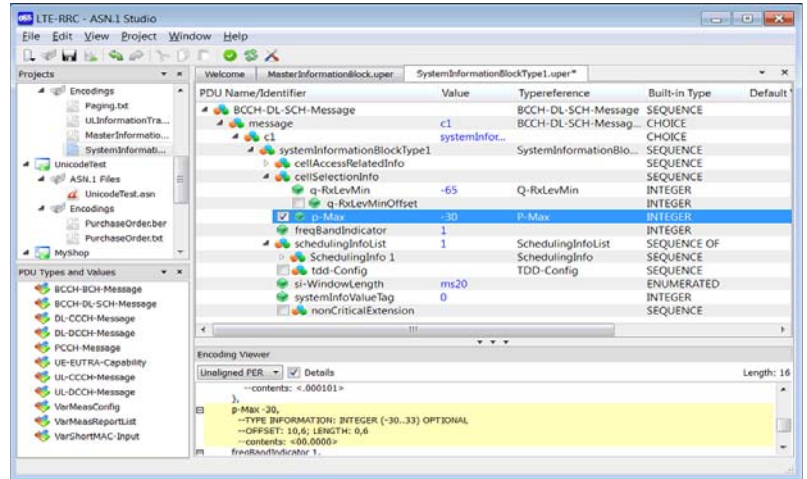 oss LTE-RRC - ASN.1 Studio
File Edit View Project Window Help
Projects
Encodings
Paging.txt
ULInformationTra...
MasterInformatio...
SystemInformati...
UnicodeTest
ASN.1 Files
UnicodeTest.asn
Encodings
PurchaseOrder.ber
PurchaseOrder.txt
MyShop
PDU Types and Values
BCCH-BCH-Message
BCCH-DL-SCH-Message
DL-CCCH-Message
DL-DCCH-Message
PCCH-Message
UE-EUTRA-Capability
UL-CCCH-Message
UL-DCCH-Message
VarMeasConfig
VarMeasReportList
VarShortMAC-Input
Welcome MasterInformationBlock.uper SystemInformationBlockType1.uper*
PDU Name/Identifier Value Typereference Built-in Type Default
BCCH-DL-SCH-Message BCCH-DL-SCH-Message SEQUENCE
message c1 BCCH-DL-SCH-Messag... CHOICE
c1 systemInfor... CHOICE
systemInformationBlockType1 SystemInformationBlo... SEQUENCE
cellAccessRelatedInfo SEQUENCE
cellSelectionInfo SEQUENCE
q-RxLevMin -65 Q-RxLevMin INTEGER
q-RxLevMinOffset INTEGER
p-Max -30 P-Max INTEGER
freqBandIndicator 1 INTEGER
schedulingInfoList 1 SchedulingInfoList SEQUENCE OF
SchedulingInfo 1 SchedulingInfo SEQUENCE
tdd-Config TDD-Config SEQUENCE
si-WindowLength ms20 ENUMERATED
systemInfoValueTag 0 INTEGER
nonCriticalExtension SEQUENCE
Encoding Viewer
Unaligned PER Details Length: 16
--contents: <.000101>
},
p-Max -30,
--TYPE INFORMATION: INTEGER (-30..33) OPTIONAL
--OFFSET: 10,6; LENGTH: 0,6
--contents: <00.0000>
freqBandIndicator 1,